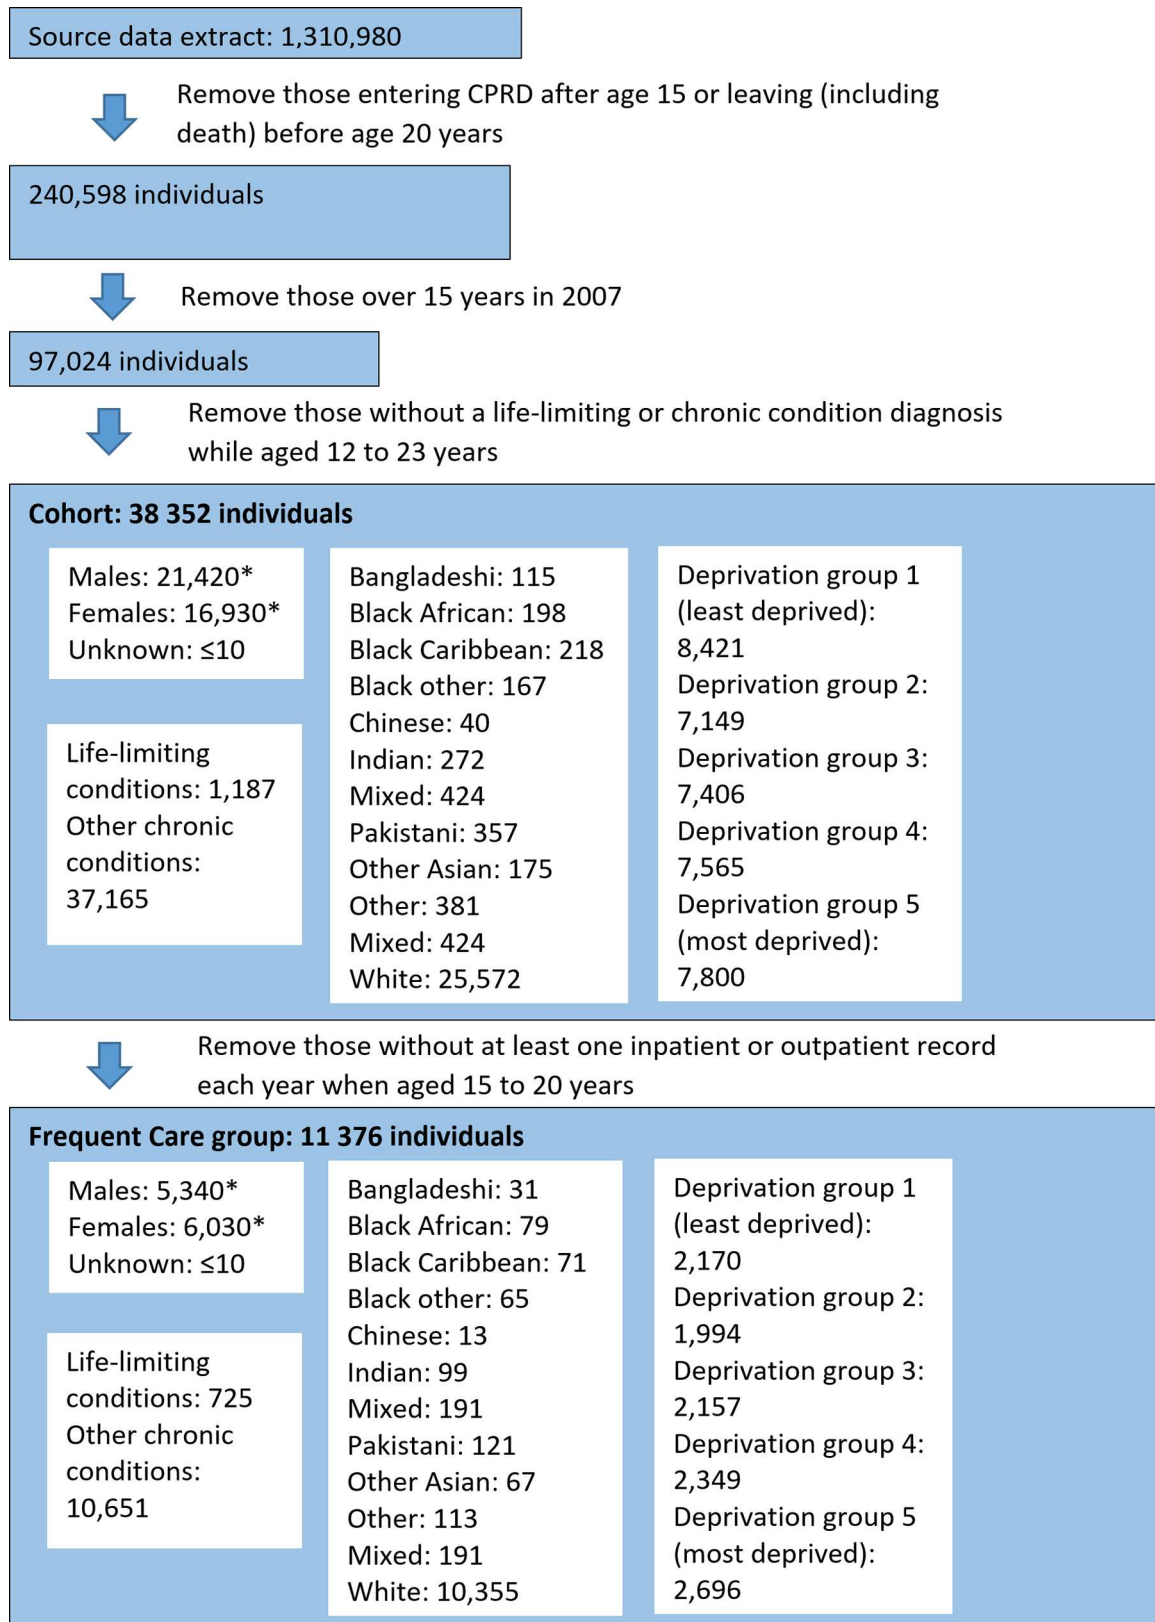 Source data extract: 1,310,980
Remove those entering CPRD after age 15 or leaving (including
death) before age 20 years
240,598 individuals
Remove those over 15 years in 2007
97,024 individuals
Remove those without a life-limiting or chronic condition diagnosis
while aged 12 to 23 years
Cohort: 38 352 individuals
Males: 21,420*
Females: 16,930*
Unknown: ≤10
Life-limiting
conditions: 1,187
Other chronic
conditions:
37,165
Bangladeshi: 115
Black African: 198
Black Caribbean: 218
Black other: 167
Chinese: 40
Indian: 272
Mixed: 424
Pakistani: 357
Other Asian: 175
Other: 381
Mixed: 424
White: 25,572
Deprivation group 1
(least deprived):
8,421
Deprivation group 2:
7,149
Deprivation group 3:
7,406
Deprivation group 4:
7,565
Deprivation group 5
(most deprived):
7,800
Remove those without at least one inpatient or outpatient record
each year when aged 15 to 20 years
Frequent Care group: 11 376 individuals
Males: 5,340*
Females: 6,030*
Unknown: ≤10
Life-limiting
conditions: 725
Other chronic
conditions:
10,651
Bangladeshi: 31
Black African: 79
Black Caribbean: 71
Black other: 65
Chinese: 13
Indian: 99
Mixed: 191
Pakistani: 121
Other Asian: 67
Other: 113
Mixed: 191
White: 10,355
Deprivation group 1
(least deprived):
2,170
Deprivation group 2:
1,994
Deprivation group 3:
2,157
Deprivation group 4:
2,349
Deprivation group 5
(most deprived):
2,696